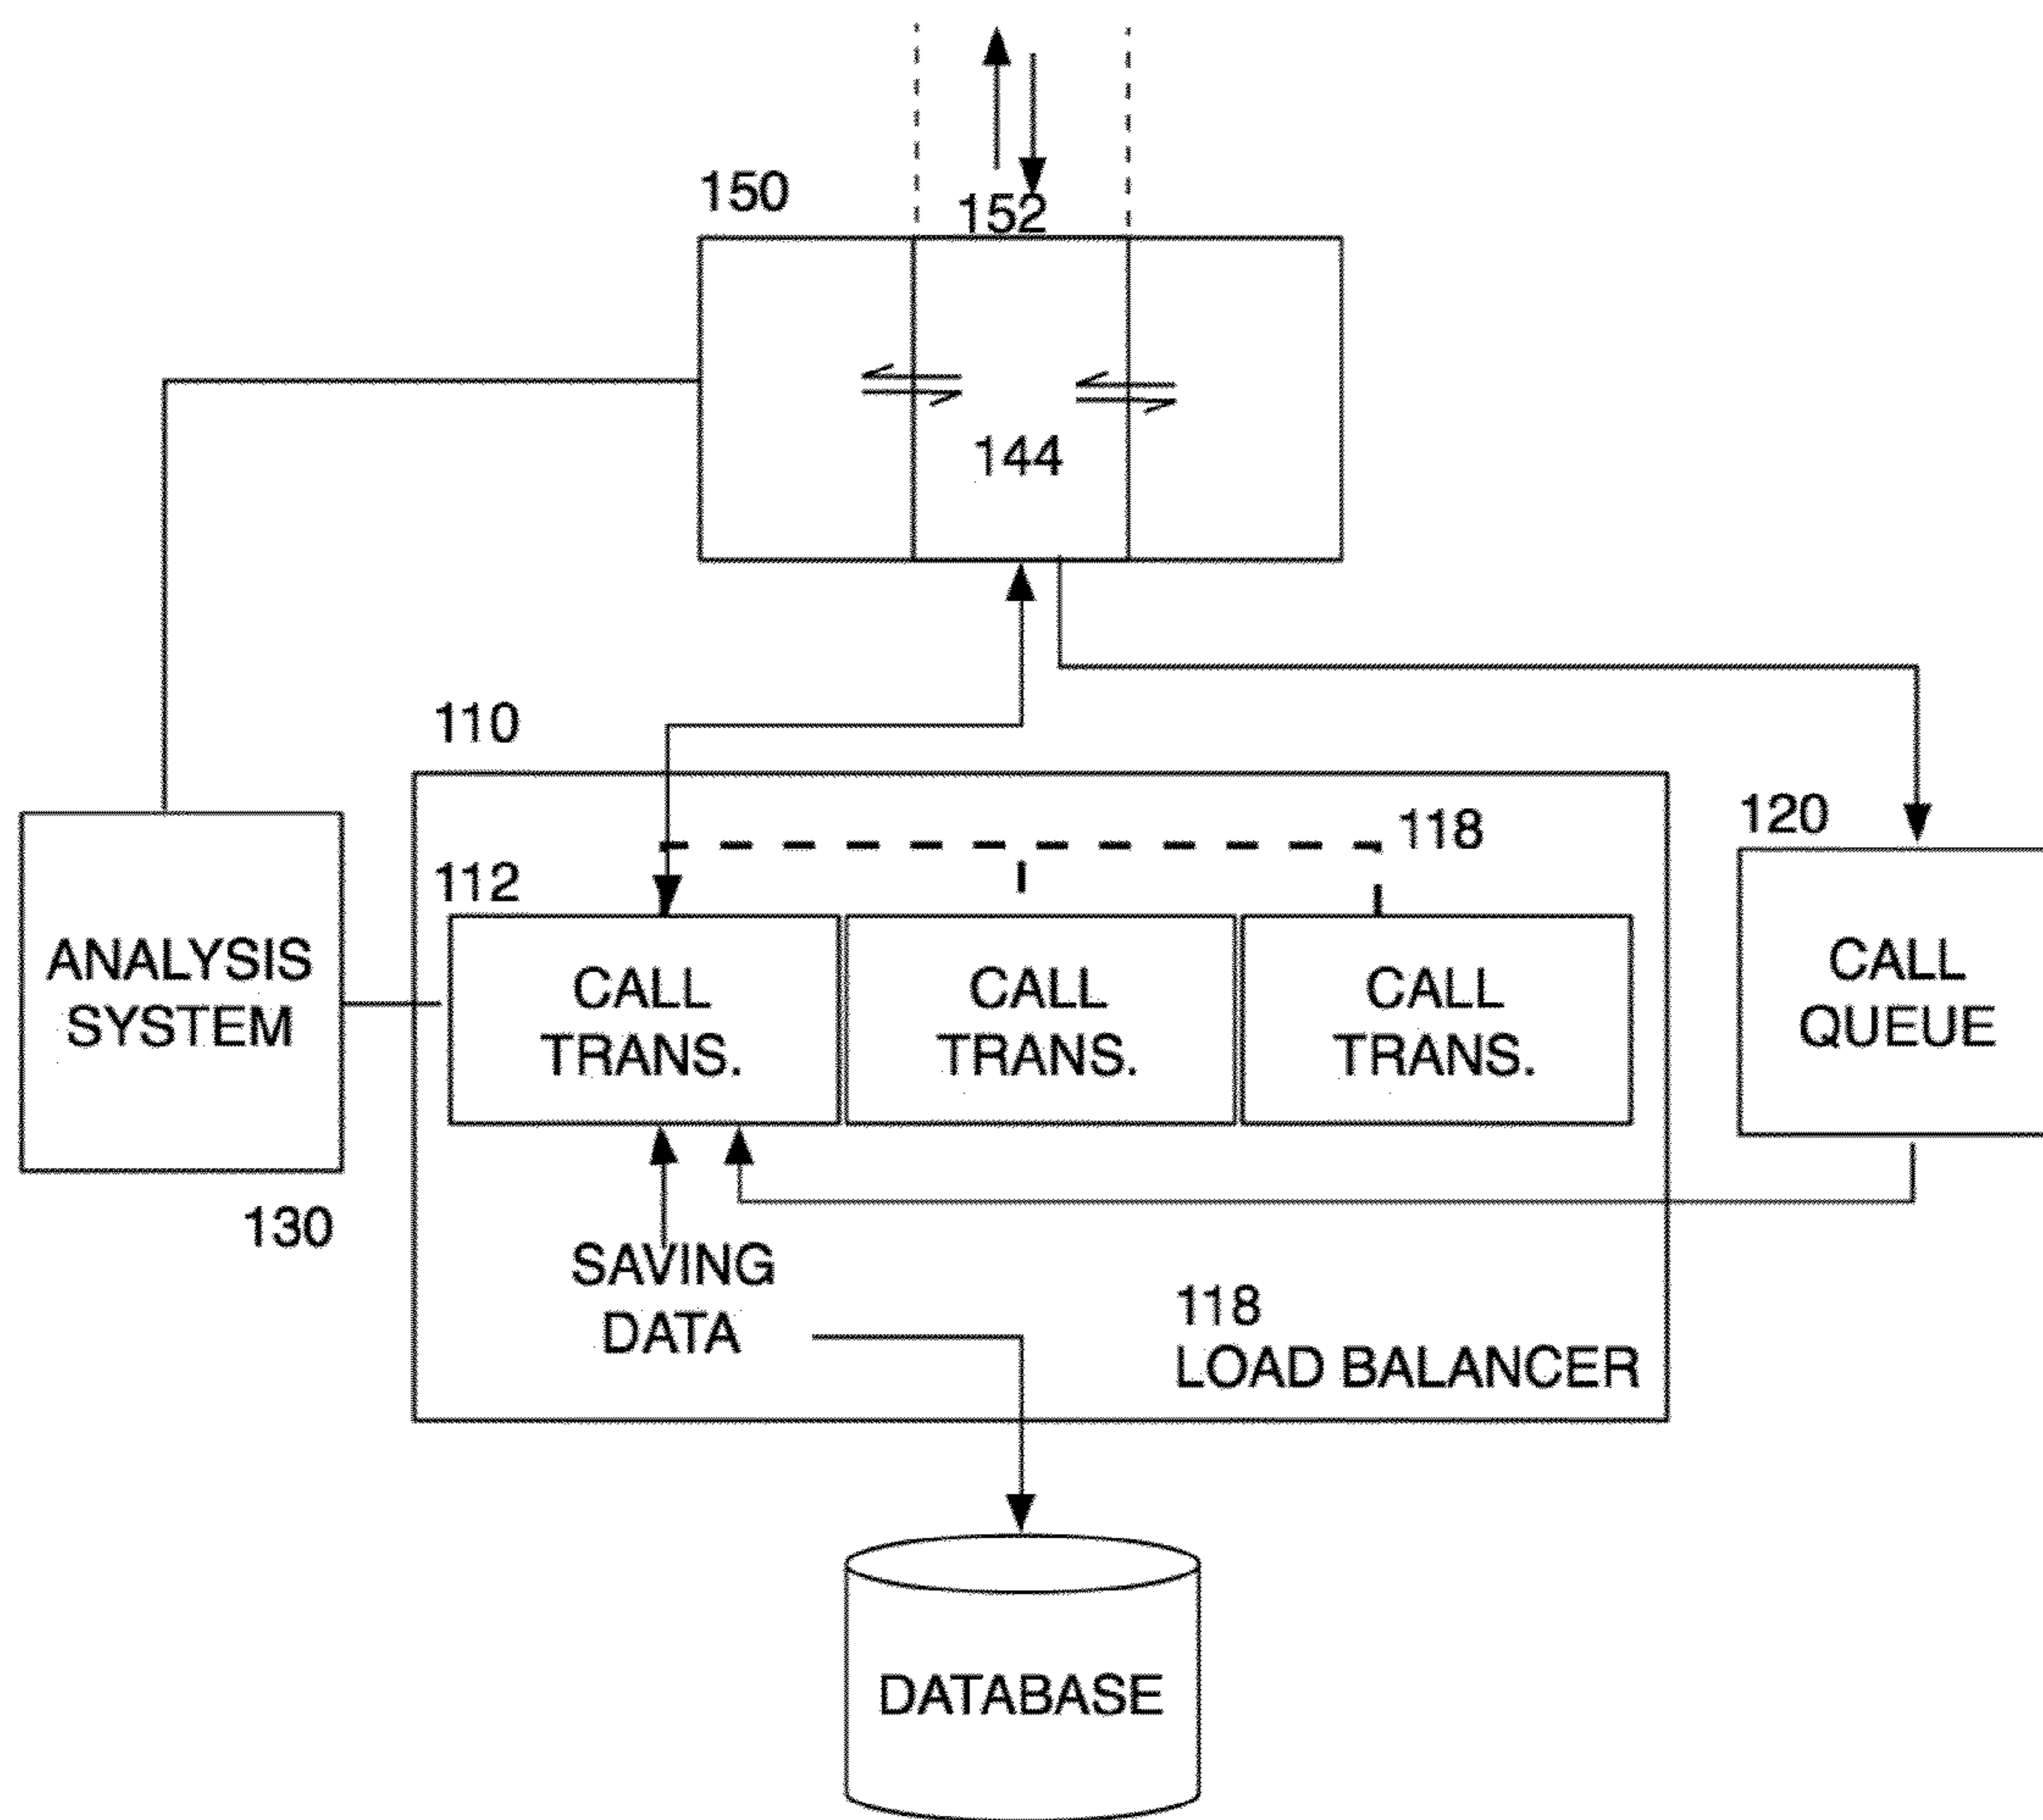 150
152
144
110
118
120
112
ANALYSIS
SYSTEM
CALL
TRANS.
CALL
TRANS.
CALL
TRANS.
CALL
QUEUE
130
SAVING
DATA
118
LOAD BALANCER
DATABASE